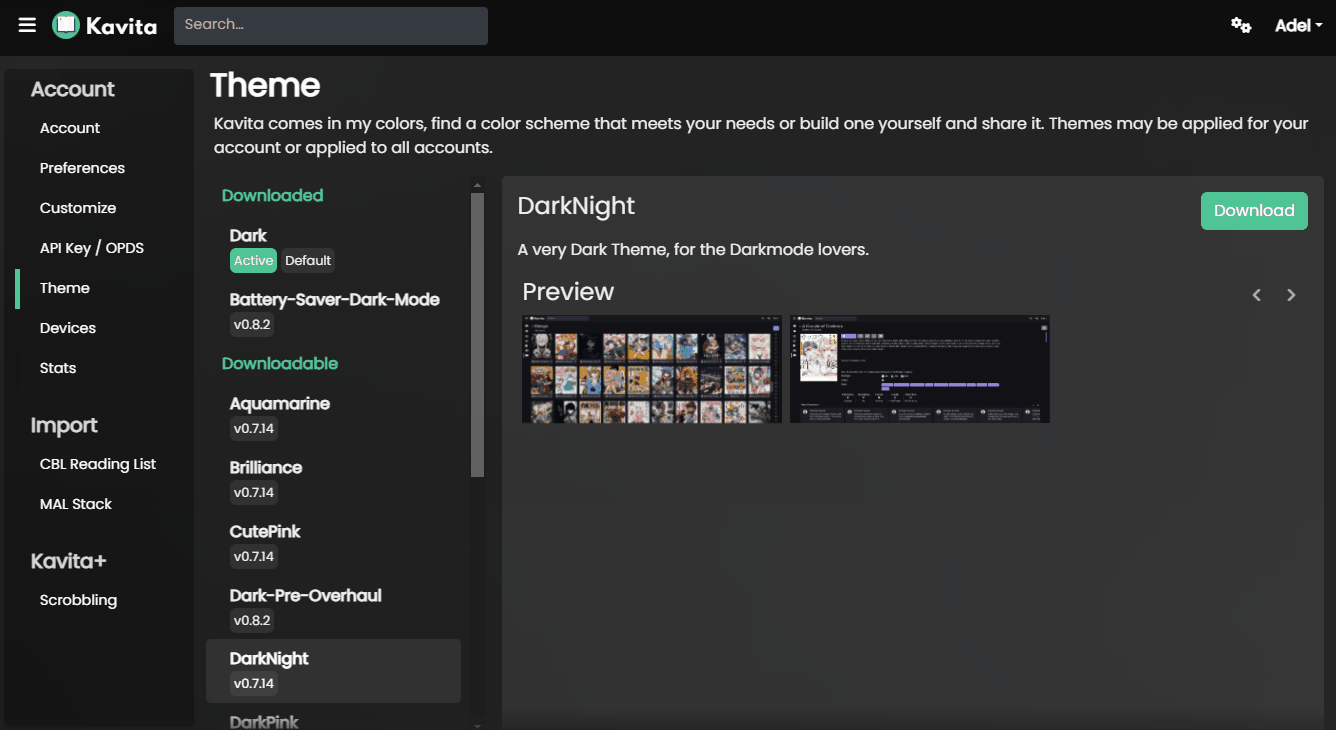 Kavita
Search...
Adel
Account
Account
Preferences
Customize
API Key / OPDS
Theme
Devices
Stats
Import
CBL Reading List
MAL Stack
Kavita+
Scrobbling
Theme
Kavita comes in my colors, find a color scheme that meets your needs or build one yourself and share it. Themes may be applied for your
account or applied to all accounts.
Downloaded
Dark
Active Default
Battery-Saver-Dark-Mode
v0.8.2
Downloadable
Aquamarine
v0.7.14
Brilliance
v0.7.14
CutePink
v0.7.14
Dark-Pre-Overhaul
v0.8.2
DarkNight
v0.7.14
DarkPink
DarkNight
Download
A very Dark Theme, for the Darkmode lovers.
Preview